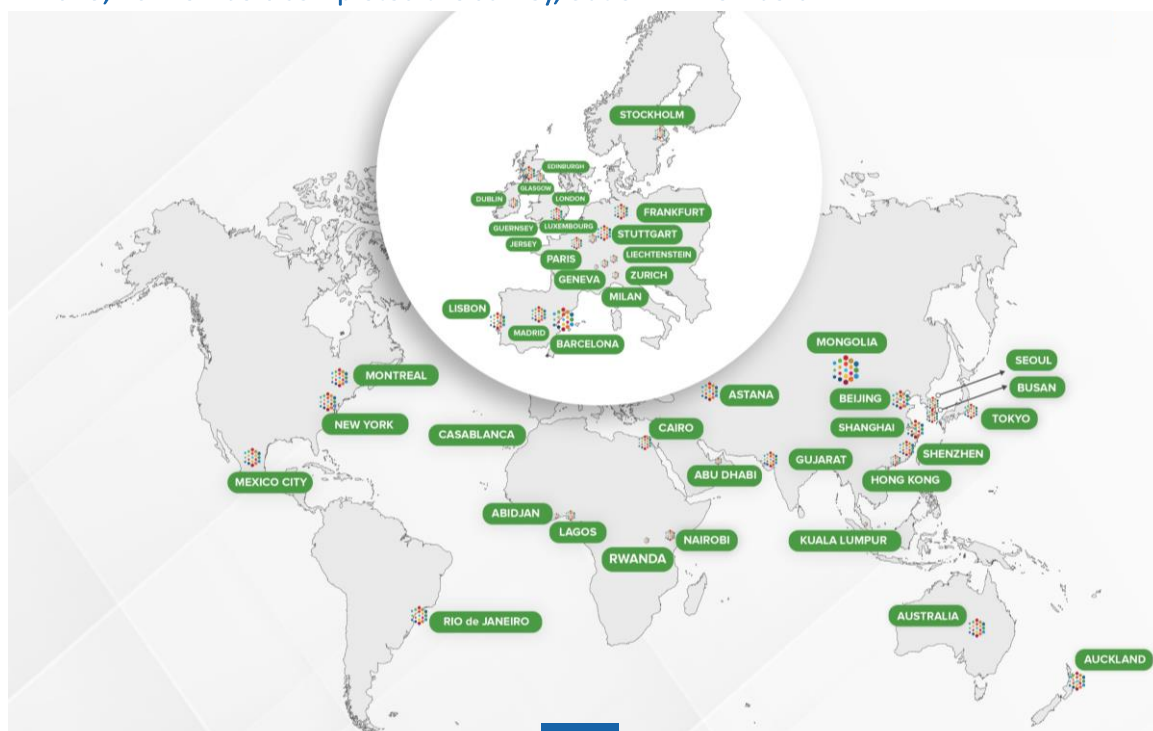 STOCKHOLM
EDINBURGH
GLASGOW
DUBLIN
LONDON
GUERNSEY
LUXEMBOURG
FRANKFURT
JERSEY
STUTTGART
PARIS
LIECHTENSTEIN
GENEVA
ZURICH
MILAN
LISBON
MADRID
BARCELONA
MONTREAL
NEW YORK
MEXICO CITY
CASABLANCA
CAIRO
ASTANA
MONGOLIA
SEOUL
BUSAN
BEIJING
TOKYO
SHANGHAI
SHENZHEN
GUJARAT
ABU DHABI
HONG KONG
ABIDJAN
LAGOS
NAIROBI
RWANDA
KUALA LUMPUR
RIO de JANEIRO
AUSTRALIA
AUCKLAND